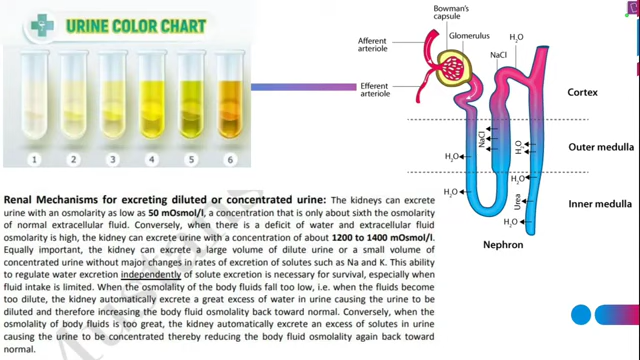 URINE COLOR CHART
1 2 3 4 5 6
Bowman's
capsule
Afferent
arteriole
Glomerulus
H₂O
NaCl
Efferent
arteriole
Cortex
NaCl
H₂O
H₂O
Outer medulla
H₂O
H₂O
Urea
Inner medulla
H₂O
Nephron
Renal Mechanisms for excreting diluted or concentrated urine: The kidneys can excrete
urine with an osmolarity as low as 50 mOsmol/l, a concentration that is only about sixth the osmolarity
of normal extracellular fluid. Conversely, when there is a deficit of water and extracellular fluid
osmolarity is high, the kidney can excrete urine with a concentration of about 1200 to 1400 mOsmol/l.
Equally important, the kidney can excrete a large volume of dilute urine or a small volume of
concentrated urine without major changes in rates of excretion of solutes such as Na and K. This ability
to regulate water excretion independently of solute excretion is necessary for survival, especially when
fluid intake is limited. When the osmolality of the body fluids fall too low, i.e. when the fluids become
too dilute, the kidney automatically excrete a great excess of water in urine causing the urine to be
diluted and therefore increasing the body fluid osmolality back toward normal. Conversely, when the
osmolality of body fluid is too great, the kidney automatically excrete an excess of solutes in urine
causing the urine to be concentrated thereby reducing the body fluid osmolality again back toward
normal.